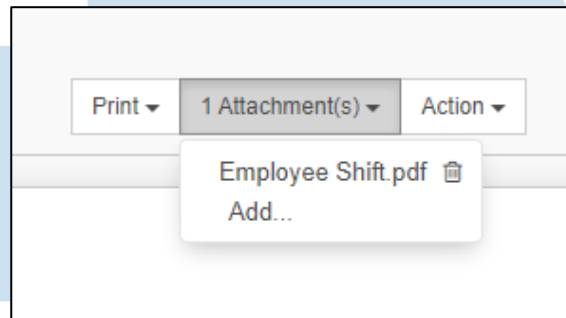 Print 1 Attachment(s) Action
Employee Shift.pdf
Add...